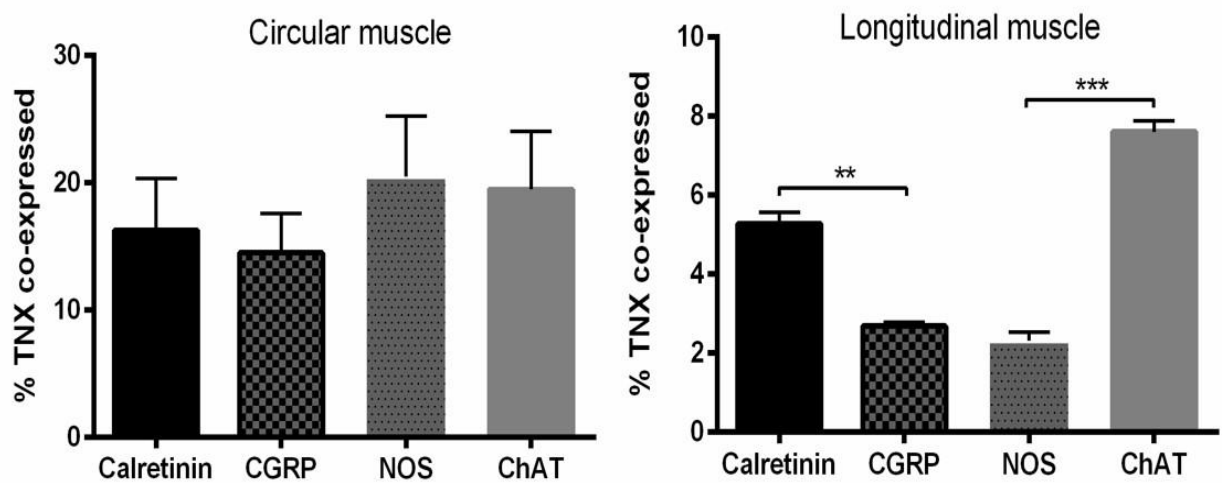 Circular muscle
% TNX co-expressed
30
20
10
0
Calretinin CGRP NOS ChAT
Longitudinal muscle
% TNX co-expressed
10
8
6
4
2
0
**
***
Calretinin CGRP NOS ChAT